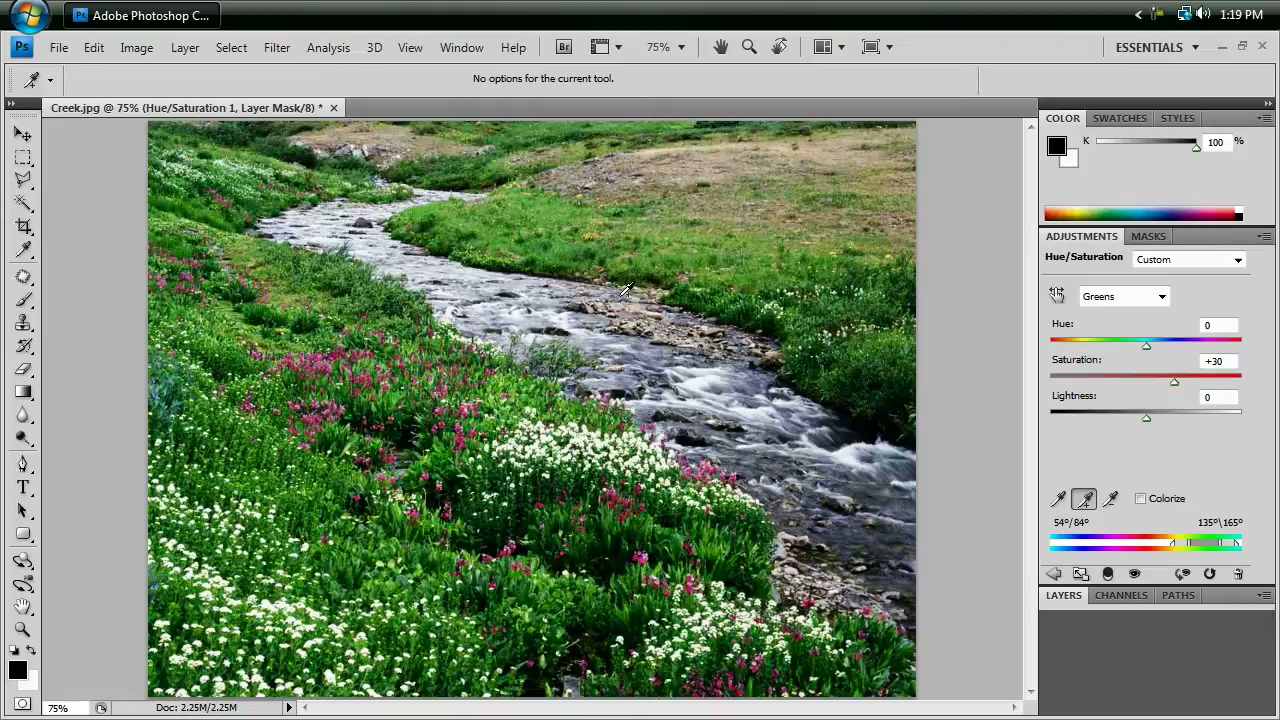 Ps Adobe Photoshop C...
1:19 PM
Ps File Edit Image Layer Select Filter Analysis 3D View Window Help Br 75% ESSENTIALS
No options for the current tool.
Creek.jpg @ 75% (Hue/Saturation 1, Layer Mask/8) *
COLOR SWATCHES STYLES
K 100 %
ADJUSTMENTS MASKS
Hue/Saturation Custom
Greens
Hue: 0
Saturation: +30
Lightness: 0
Colorize
54°/84° 135°\165°
LAYERS CHANNELS PATHS
T
75% Doc: 2.25M/2.25M